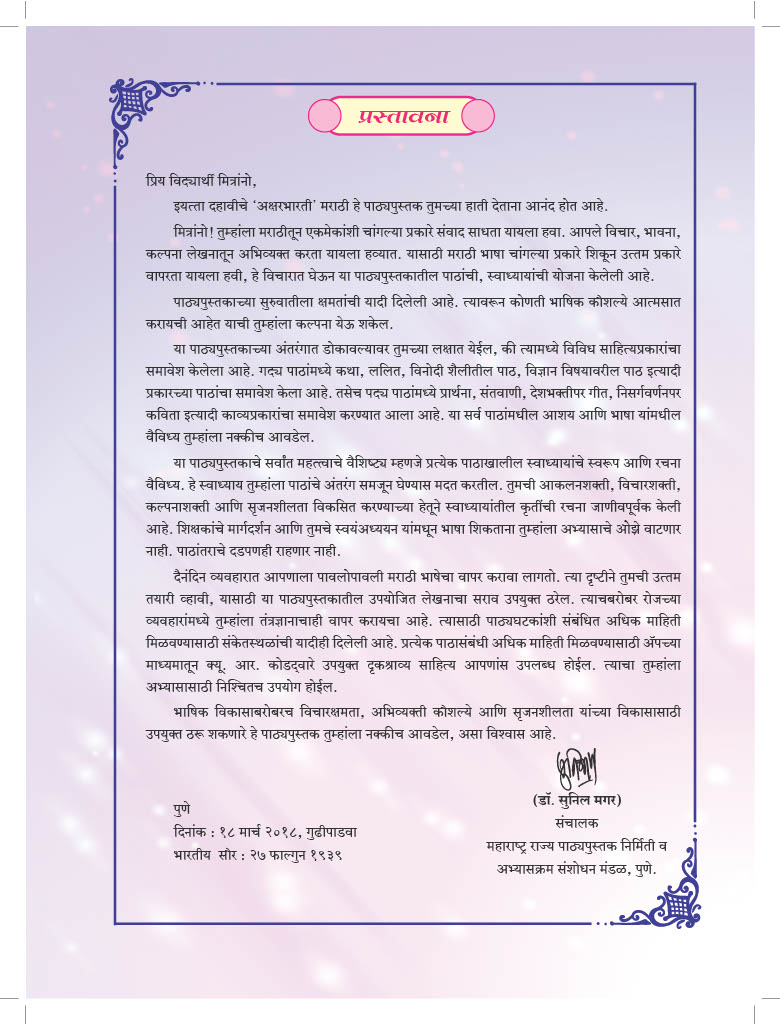 प्रस्तावना
प्रिय विद्यार्थी मित्रांनो,
इयत्ता दहावीचे ‘अक्षरभारती’ मराठी हे पाठ्यपुस्तक तुमच्या हाती देताना आनंद होत आहे.
मित्रांनो! तुम्हांला मराठीतून एकमेकांशी चांगल्या प्रकारे संवाद साधता यायला हवा. आपले विचार, भावना,
कल्पना लेखनातून अभिव्यक्त करता यायला हव्यात. यासाठी मराठी भाषा चांगल्या प्रकारे शिकून उत्तम प्रकारे
वापरता यायला हवी, हे विचारात घेऊन या पाठ्यपुस्तकातील पाठांची, स्वाध्यायांची योजना केलेली आहे.
पाठ्यपुस्तकाच्या सुरुवातीला क्षमतांची यादी दिलेली आहे. त्यावरून कोणती भाषिक कौशल्ये आत्मसात
करायची आहेत याची तुम्हांला कल्पना येऊ शकेल.
या पाठ्यपुस्तकाच्या अंतरंगात डोकावल्यावर तुमच्या लक्षात येईल, की त्यामध्ये विविध साहित्यप्रकारांचा
समावेश केलेला आहे. गद्य पाठांमध्ये कथा, ललित, विनोदी शैलीतील पाठ, विज्ञान विषयावरील पाठ इत्यादी
प्रकारच्या पाठांचा समावेश केला आहे. तसेच पद्य पाठांमध्ये प्रार्थना, संतवाणी, देशभक्तीपर गीत, निसर्गवर्णनपर
कविता इत्यादी काव्यप्रकारांचा समावेश करण्यात आला आहे. या सर्व पाठांमधील आशय आणि भाषा यांमधील
वैविध्य तुम्हांला नक्कीच आवडेल.
या पाठ्यपुस्तकाचे सर्वांत महत्त्वाचे वैशिष्ट्य म्हणजे प्रत्येक पाठाखालील स्वाध्यायांचे स्वरूप आणि रचना
वैविध्य. हे स्वाध्याय तुम्हांला पाठांचे अंतरंग समजून घेण्यास मदत करतील. तुमची आकलनशक्ती, विचारशक्ती,
कल्पनाशक्ती आणि सृजनशीलता विकसित करण्याच्या हेतूने स्वाध्यायांतील कृतींची रचना जाणीवपूर्वक केली
आहे. शिक्षकांचे मार्गदर्शन आणि तुमचे स्वयंअध्ययन यांमधून भाषा शिकताना तुम्हांला अभ्यासाचे ओझे वाटणार
नाही. पाठांतराचे दडपणही राहणार नाही.
दैनंदिन व्यवहारात आपणाला पावलोपावली मराठी भाषेचा वापर करावा लागतो. त्या दृष्टीने तुमची उत्तम
तयारी व्हावी, यासाठी या पाठ्यपुस्तकातील उपयोजित लेखनाचा सराव उपयुक्त ठरेल. त्याचबरोबर रोजच्या
व्यवहारांमध्ये तुम्हांला तंत्रज्ञानाचाही वापर करायचा आहे. त्यासाठी पाठ्यघटकांशी संबंधित अधिक माहिती
मिळवण्यासाठी संकेतस्थळांची यादीही दिलेली आहे. प्रत्येक पाठासंबंधी अधिक माहिती मिळवण्यासाठी ॲपच्या
माध्यमातून क्यू. आर. कोडद्वारे उपयुक्त दृकश्राव्य साहित्य आपणांस उपलब्ध होईल. त्याचा तुम्हांला
अभ्यासासाठी निश्चितच उपयोग होईल.
भाषिक विकासाबरोबरच विचारक्षमता, अभिव्यक्ती कौशल्ये आणि सृजनशीलता यांच्या विकासासाठी
उपयुक्त ठरू शकणारे हे पाठ्यपुस्तक तुम्हांला नक्कीच आवडेल, असा विश्वास आहे.
(डॉ. सुनिल मगर)
संचालक
महाराष्ट्र राज्य पाठ्यपुस्तक निर्मिती व
अभ्यासक्रम संशोधन मंडळ, पुणे.
पुणे
दिनांक : १८ मार्च २०१८, गुढीपाडवा
भारतीय सौर : २७ फाल्गुन १९३९